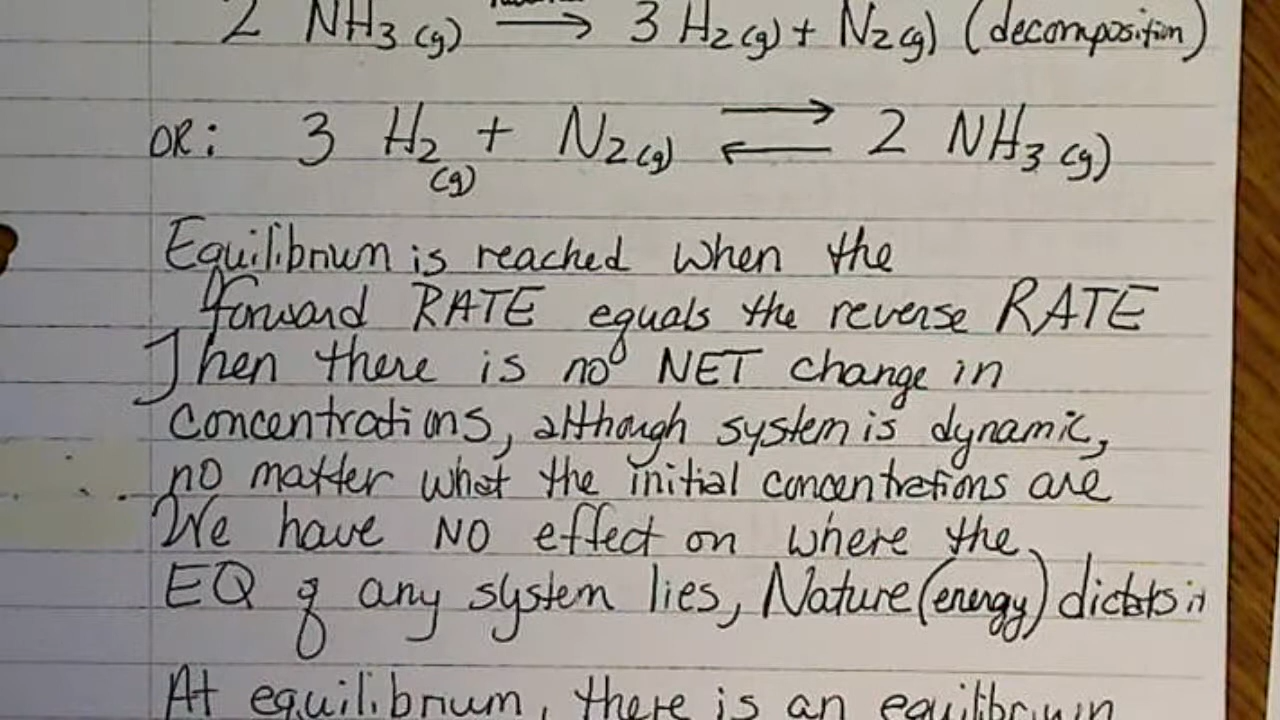 2 NH3 (g) ⟶ 3 H2(g) + N2(g) (decomposition)
OR: 3 H2 (g) + N2(g) ⇌ 2 NH3 (g)
Equilibrium is reached when the
forward RATE equals the reverse RATE
Then there is no NET change in
concentrations, although system is dynamic,
no matter what the initial concentrations are
We have NO effect on where the
EQ of any system lies, Nature (energy) dictates it
At equilibrium, there is an equilibrium